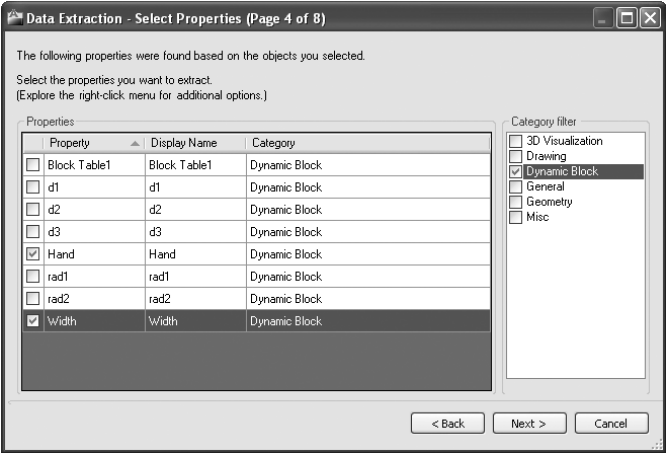 Data Extraction - Select Properties (Page 4 of 8)
The following properties were found based on the objects you selected.
Select the properties you want to extract.
(Explore the right-click menu for additional options.)
Properties
Property Display Name Category
Block Table1 Block Table1 Dynamic Block
d1 d1 Dynamic Block
d2 d2 Dynamic Block
d3 d3 Dynamic Block
Hand Hand Dynamic Block
rad1 rad1 Dynamic Block
rad2 rad2 Dynamic Block
Width Width Dynamic Block
Category filter
3D Visualization
Drawing
Dynamic Block
General
Geometry
Misc
< Back Next > Cancel